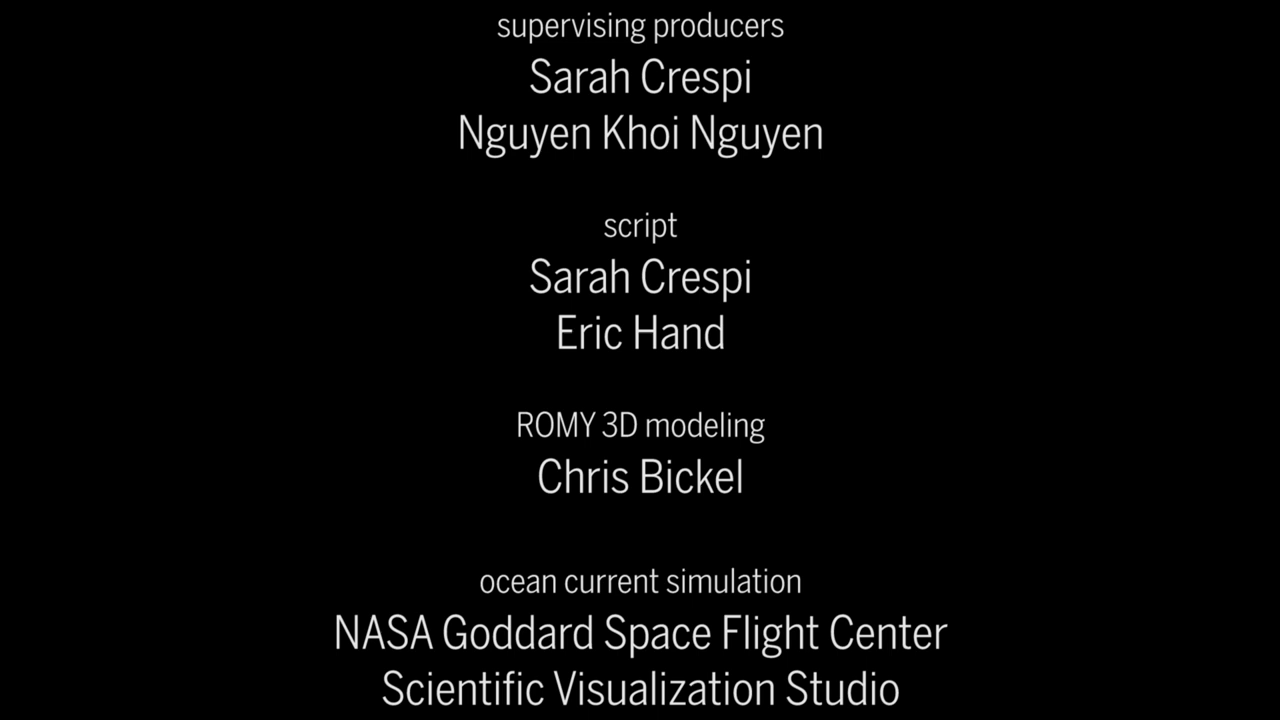 supervising producers
Sarah Crespi
Nguyen Khoi Nguyen
script
Sarah Crespi
Eric Hand
ROMY 3D modeling
Chris Bickel
ocean current simulation
NASA Goddard Space Flight Center
Scientific Visualization Studio